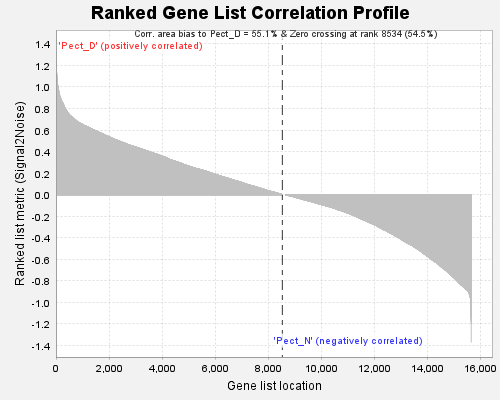 Ranked Gene List Correlation Profile
Corr. area bias to Pect_D = 55.1% & Zero crossing at rank 8534 (54.5%)
'Pect_D' (positively correlated)
1.4
1.2
1.0
0.8
0.6
0.4
0.2
0.0
-0.2
-0.4
-0.6
-0.8
-1.0
-1.2
-1.4
Ranked list metric (Signal2Noise)
'Pect_N' (negatively correlated)
0 2,000 4,000 6,000 8,000 10,000 12,000 14,000 16,000
Gene list location